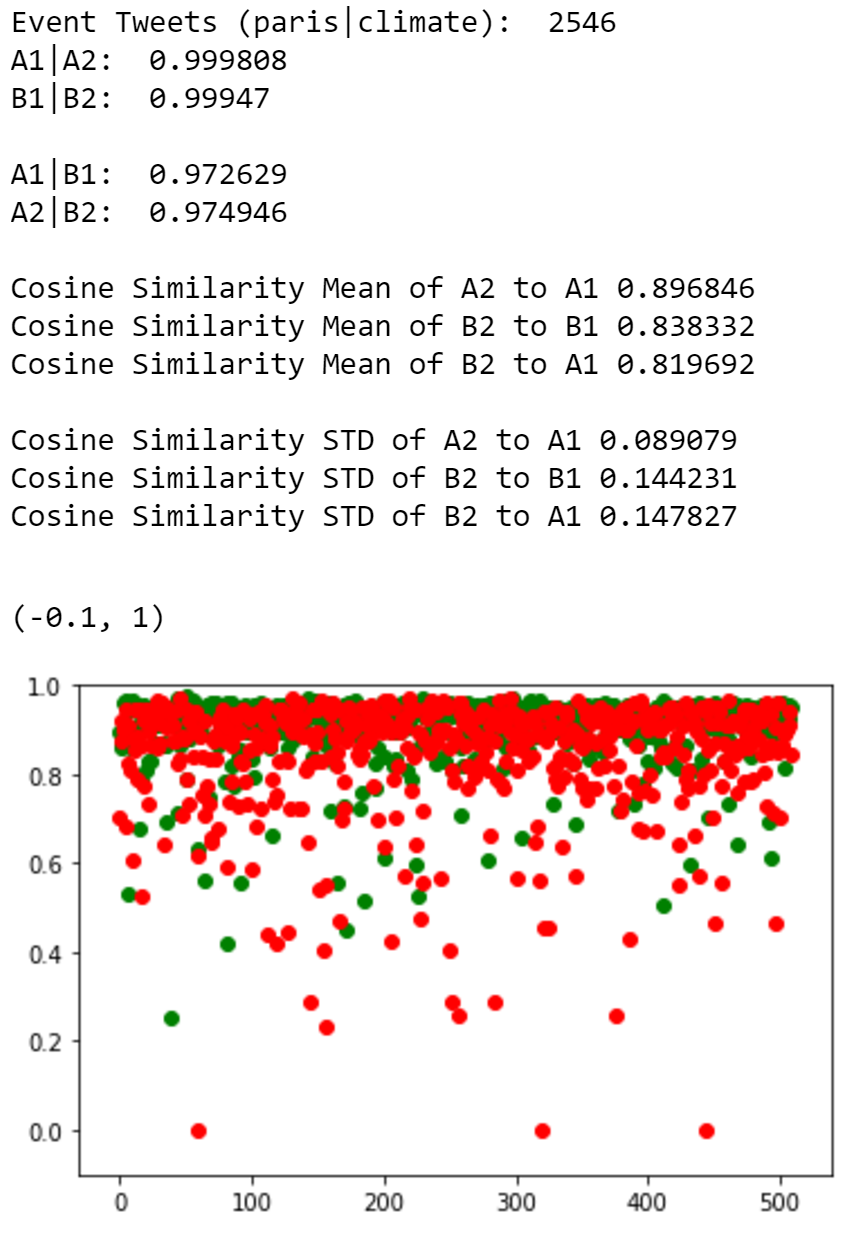 Event Tweets (paris|climate):  2546
A1|A2:  0.999808
B1|B2:  0.99947
A1|B1:  0.972629
A2|B2:  0.974946
Cosine Similarity Mean of A2 to A1 0.896846
Cosine Similarity Mean of B2 to B1 0.838332
Cosine Similarity Mean of B2 to A1 0.819692
Cosine Similarity STD of A2 to A1 0.089079
Cosine Similarity STD of B2 to B1 0.144231
Cosine Similarity STD of B2 to A1 0.147827
(-0.1, 1)
1.0
0.8
0.6
0.4
0.2
0.0
0 100 200 300 400 500